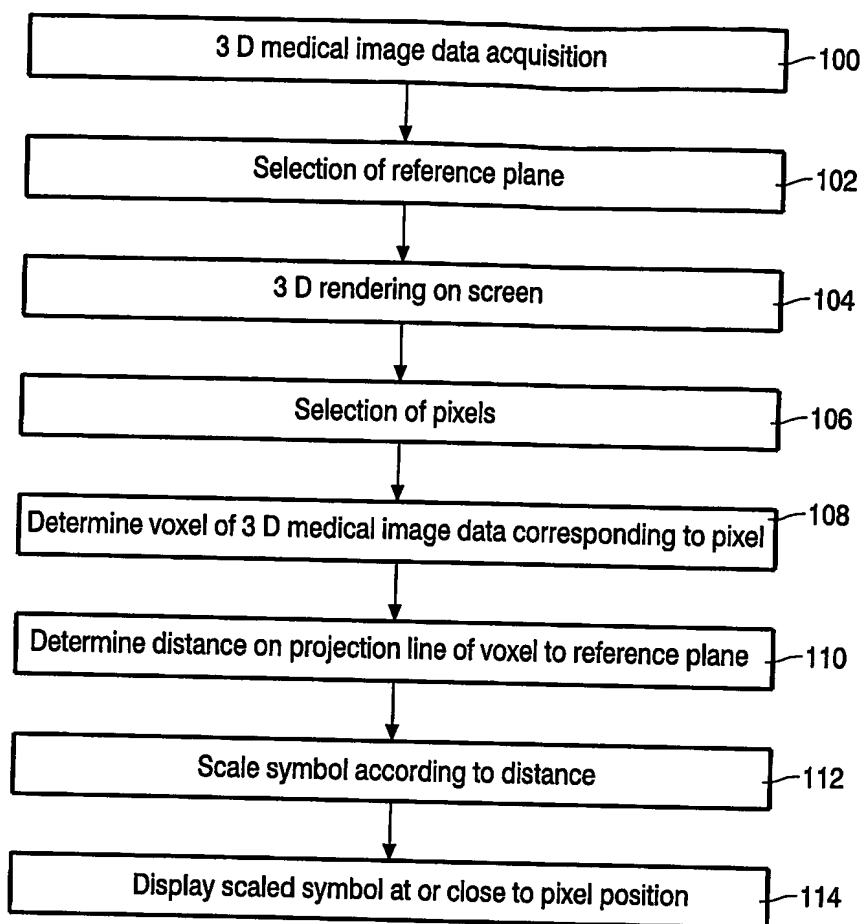 3 D medical image data acquisition
100
Selection of reference plane
102
3 D rendering on screen
104
Selection of pixels
106
Determine voxel of 3 D medical image data corresponding to pixel
108
Determine distance on projection line of voxel to reference plane
110
Scale symbol according to distance
112
Display scaled symbol at or close to pixel position
114